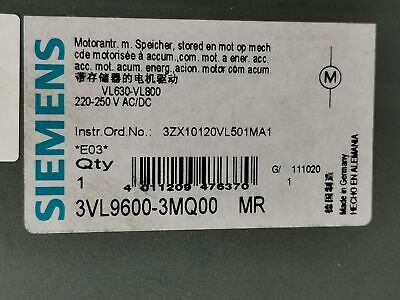 SIEMENS
Motorantr. m. Speicher, stored en mot op mech
cde motorisée à accum.,com. mot. a ener. acc.
acc. mot. acum. energ.,acion. motor côm acum.
蓄存储器的电机驱动
VL630-VL800
220-250 V AC/DC
M
Instr.Ord.No.: 3ZX10120VL501MA1
*E03*
Qty
1
4 011209 476370
G/ 111020
1
3VL9600-3MQ00 MR
德国制造
Made in Germany
HECHO EN ALEMANIA